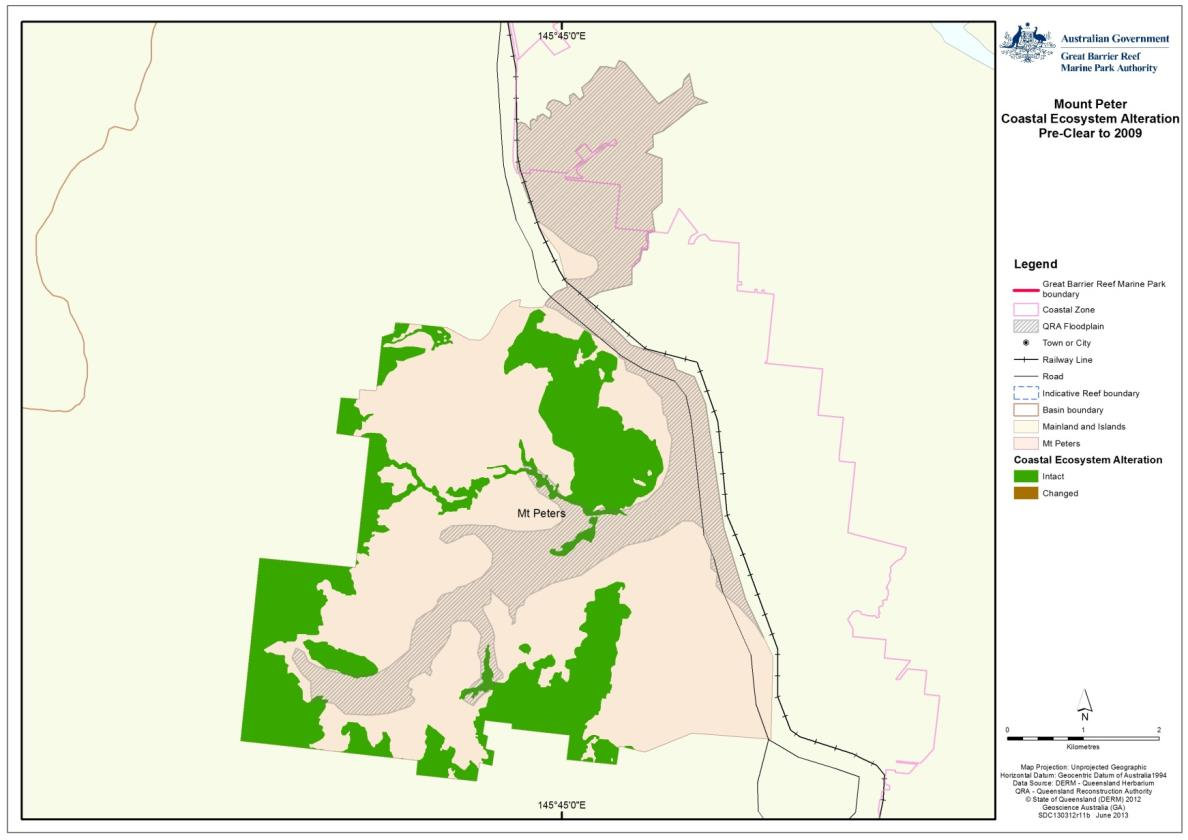 145°45'0"E
Australian Government
Great Barrier Reef
Marine Park Authority
Mount Peter
Coastal Ecosystem Alteration
Pre-Clear to 2009
Legend
Great Barrier Reef Marine Park
boundary
Coastal Zone
QRA Floodplain
Town or City
Railway Line
Road
Indicative Reef boundary
Basin boundary
Mainland and Islands
Mt Peters
Coastal Ecosystem Alteration
Intact
Changed
Mt Peters
N
0 1 2
Kilometres
Map Projection: Unprojected Geographic
Horizontal Datum: Geocentric Datum of Australia1994
Data Source: DERM - Queensland Herbarium
QRA - Queensland Reconstruction Authority
© State of Queensland (DERM) 2012
Geoscience Australia (GA)
SDC130312r11b June 2013
145°45'0"E